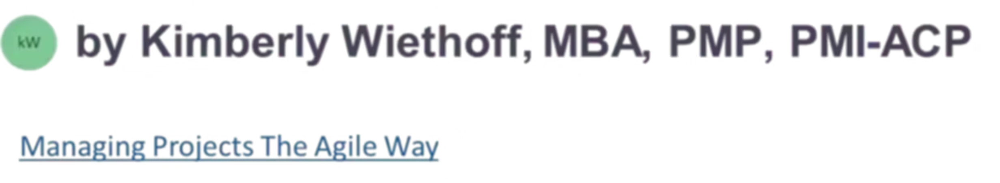 kW by Kimberly Wiethoff, MBA, PMP, PMI-ACP
Managing Projects The Agile Way